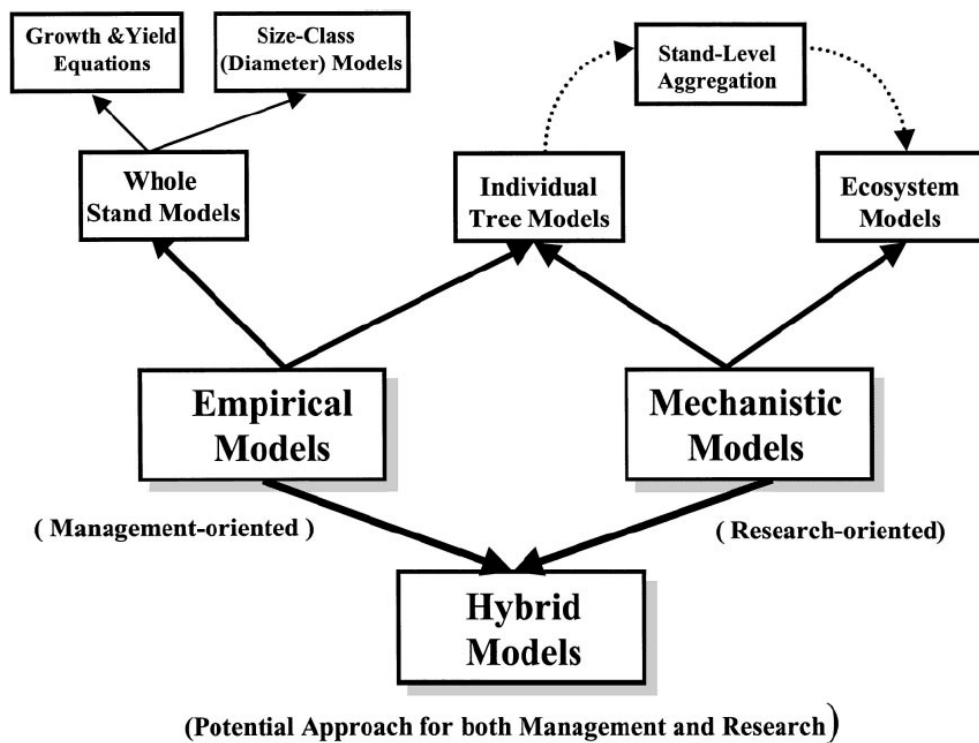 Growth &Yield
Equations
Size-Class
(Diameter) Models
Stand-Level
Aggregation
Whole
Stand Models
Individual
Tree Models
Ecosystem
Models
Empirical
Models
Mechanistic
Models
( Management-oriented )
( Research-oriented)
Hybrid
Models
(Potential Approach for both Management and Research)